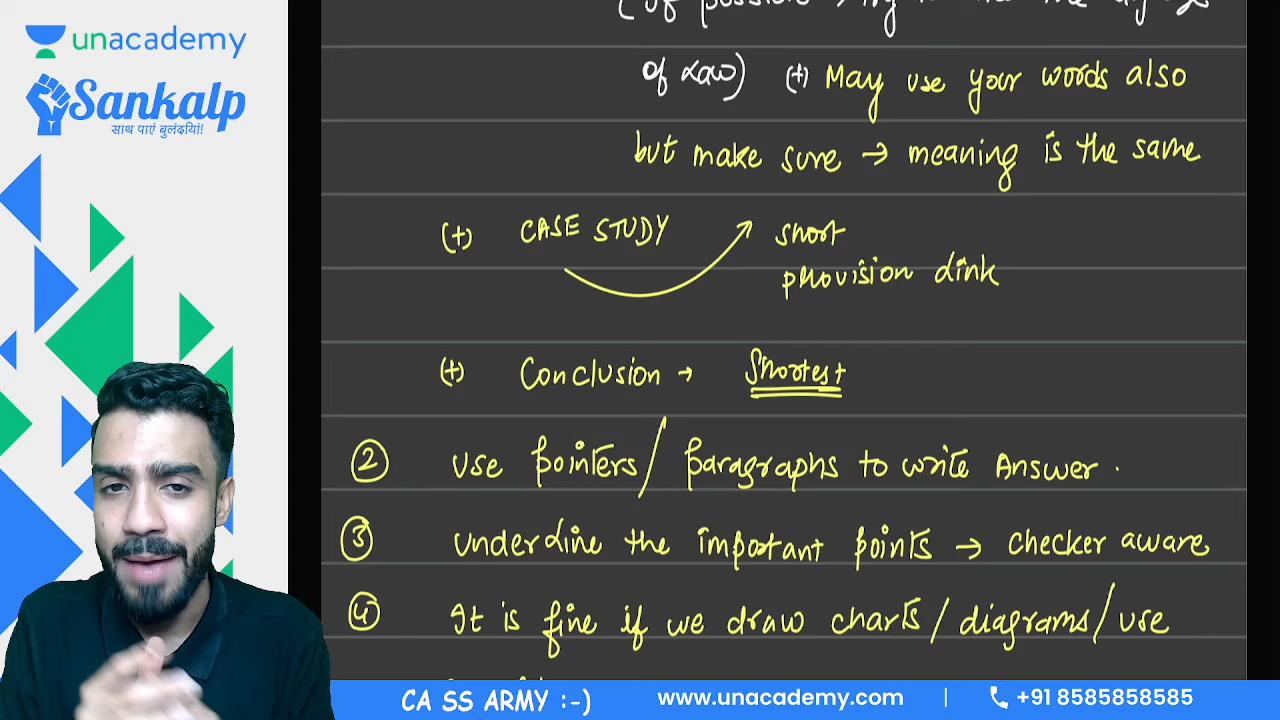 unacademy
Sankalp
साथ पाएं बुलंदियां!
of Law) (+) May use your words also
but make sure → meaning is the same
(+) CASE STUDY short
provision link
(+) Conclusion → Shortest
② use pointers/ paragraphs to write Answer.
③ underline the important points → checker aware
④ It is fine if we draw charts/diagrams/use
CA SS ARMY :-) www.unacademy.com | +91 8585858585